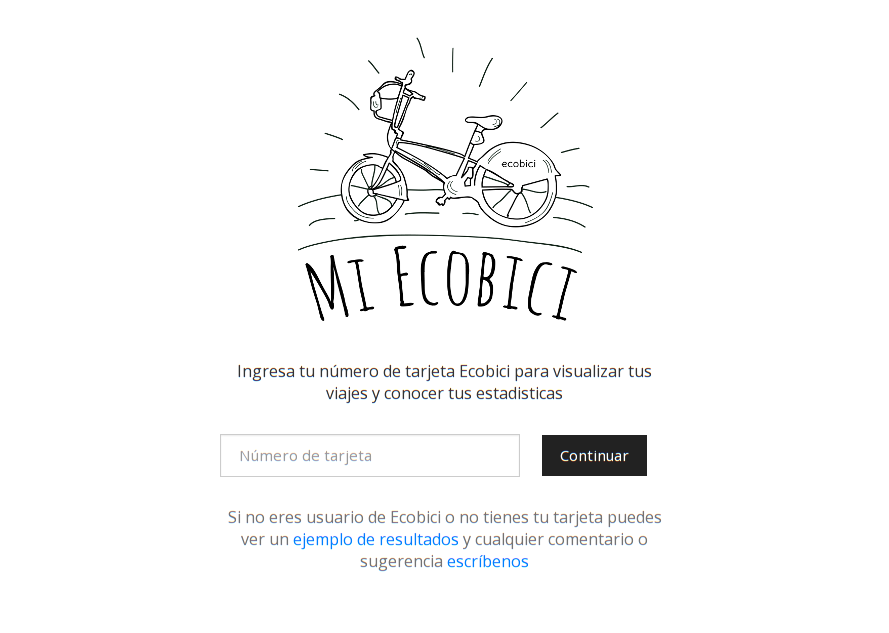 ecobici
MI ECOBICI
Ingresa tu número de tarjeta Ecobici para visualizar tus
viajes y conocer tus estadisticas
Número de tarjeta
Continuar
Si no eres usuario de Ecobici o no tienes tu tarjeta puedes
ver un ejemplo de resultados y cualquier comentario o
sugerencia escríbenos